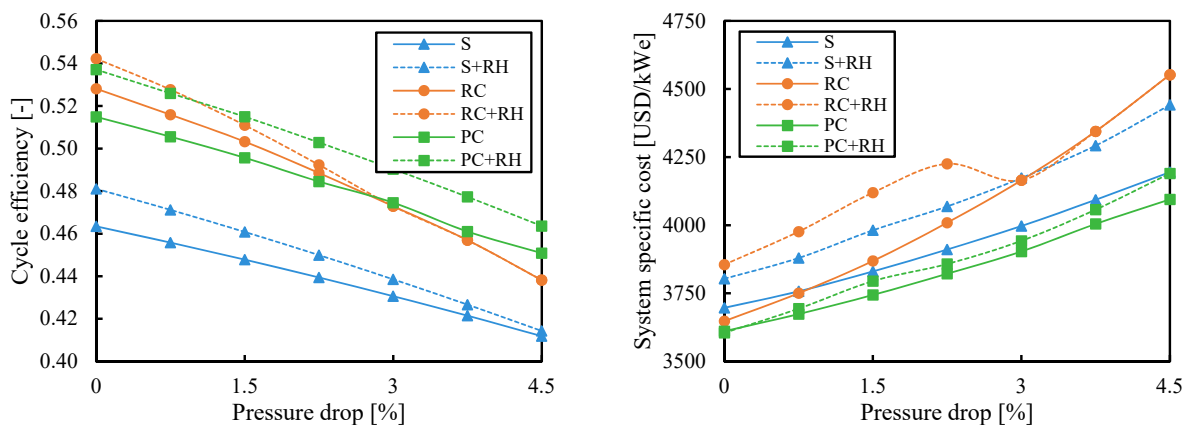 0.56
0.54
0.52
0.50
0.48
0.46
0.44
0.42
0.40
Cycle efficiency [-]
0
1.5
3
4.5
Pressure drop [%]
S
S+RH
RC
RC+RH
PC
PC+RH
4750
4500
4250
4000
3750
3500
System specific cost [USD/kWe]
0
1.5
3
4.5
Pressure drop [%]
S
S+RH
RC
RC+RH
PC
PC+RH